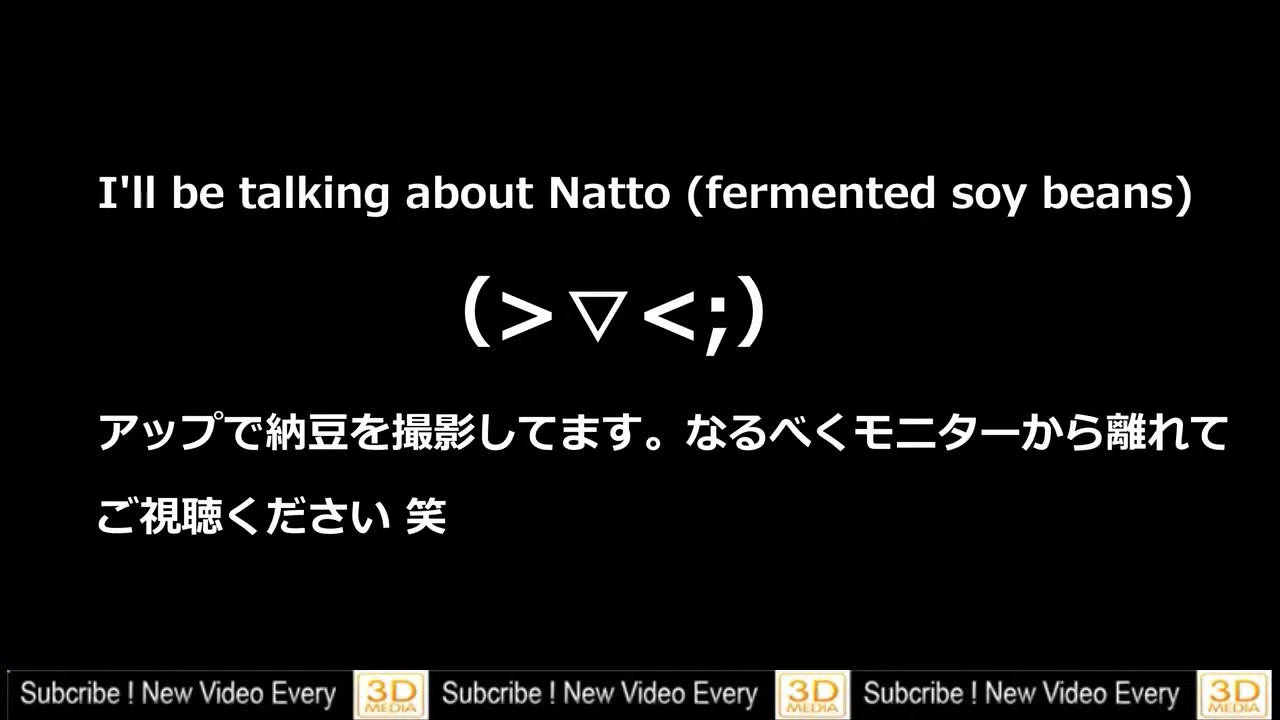 I'll be talking about Natto (fermented soy beans)
（>▽<;）
アップで納豆を撮影してます。なるべくモニターから離れて
ご視聴ください 笑
Subcribe ! New Video Every 3D MEDIA Subcribe ! New Video Every 3D MEDIA Subcribe ! New Video Every 3D MEDIA